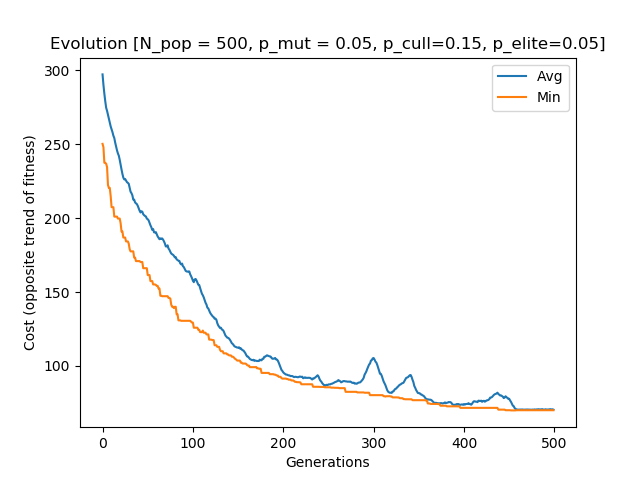 Evolution [N_pop = 500, p_mut = 0.05, p_cull=0.15, p_elite=0.05]
300
250
200
150
100
Cost (opposite trend of fitness)
Avg
Min
0
100
200
300
400
500
Generations